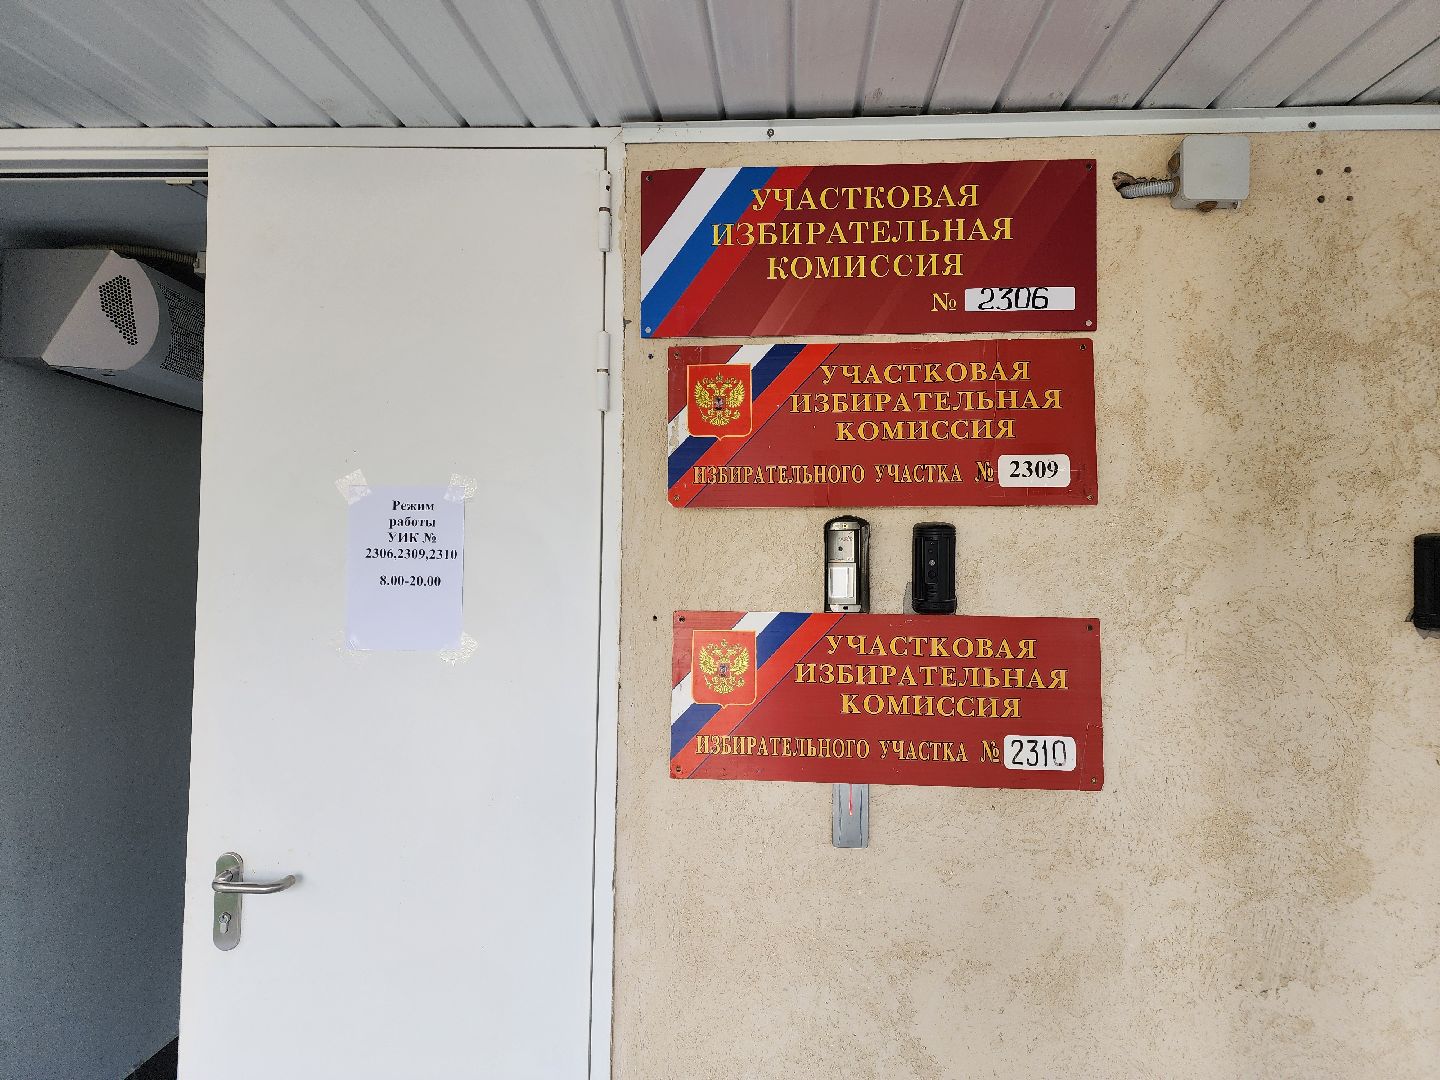 Режим
работы
УИК №
2306,2309,2310
8.00-20.00
УЧАСТКОВАЯ
ИЗБИРАТЕЛЬНАЯ
КОМИССИЯ
№ 2306
УЧАСТКОВАЯ
ИЗБИРАТЕЛЬНАЯ
КОМИССИЯ
ИЗБИРАТЕЛЬНОГО УЧАСТКА № 2309
УЧАСТКОВАЯ
ИЗБИРАТЕЛЬНАЯ
КОМИССИЯ
ИЗБИРАТЕЛЬНОГО УЧАСТКА № 2310